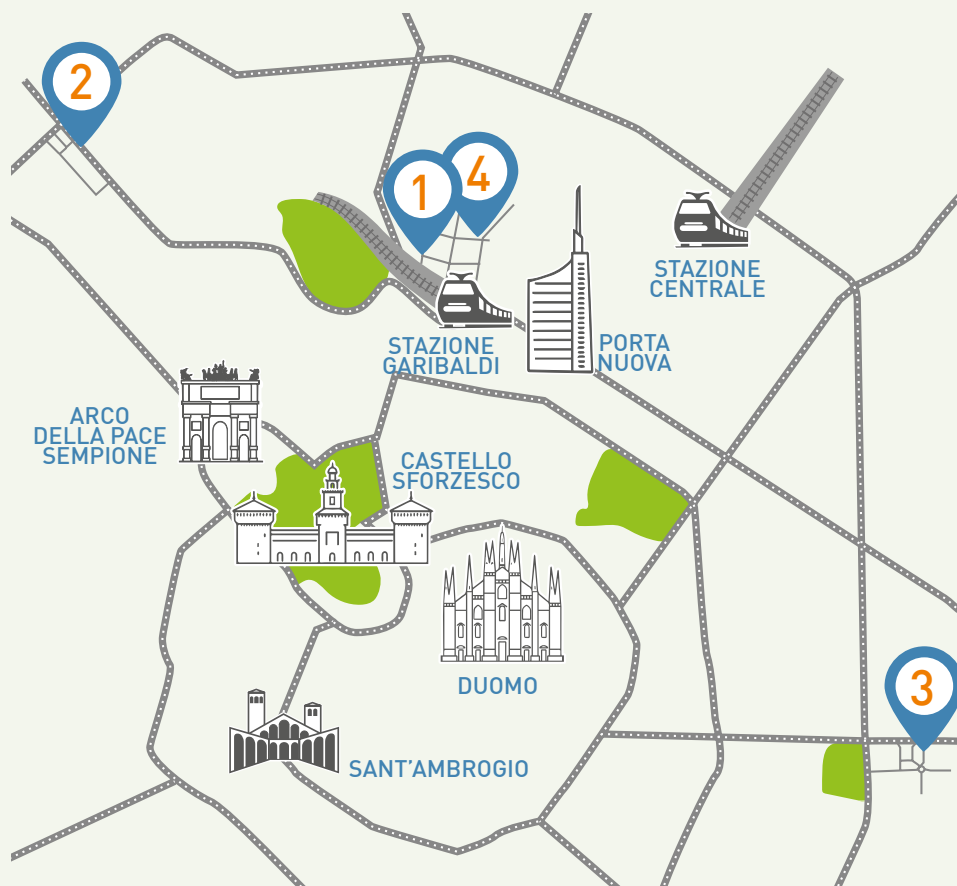 2
1
4
STAZIONE
CENTRALE
STAZIONE
GARIBALDI
PORTA
NUOVA
ARCO
DELLA PACE
SEMPIONE
CASTELLO
SFORZESCO
DUOMO
3
SANT'AMBROGIO